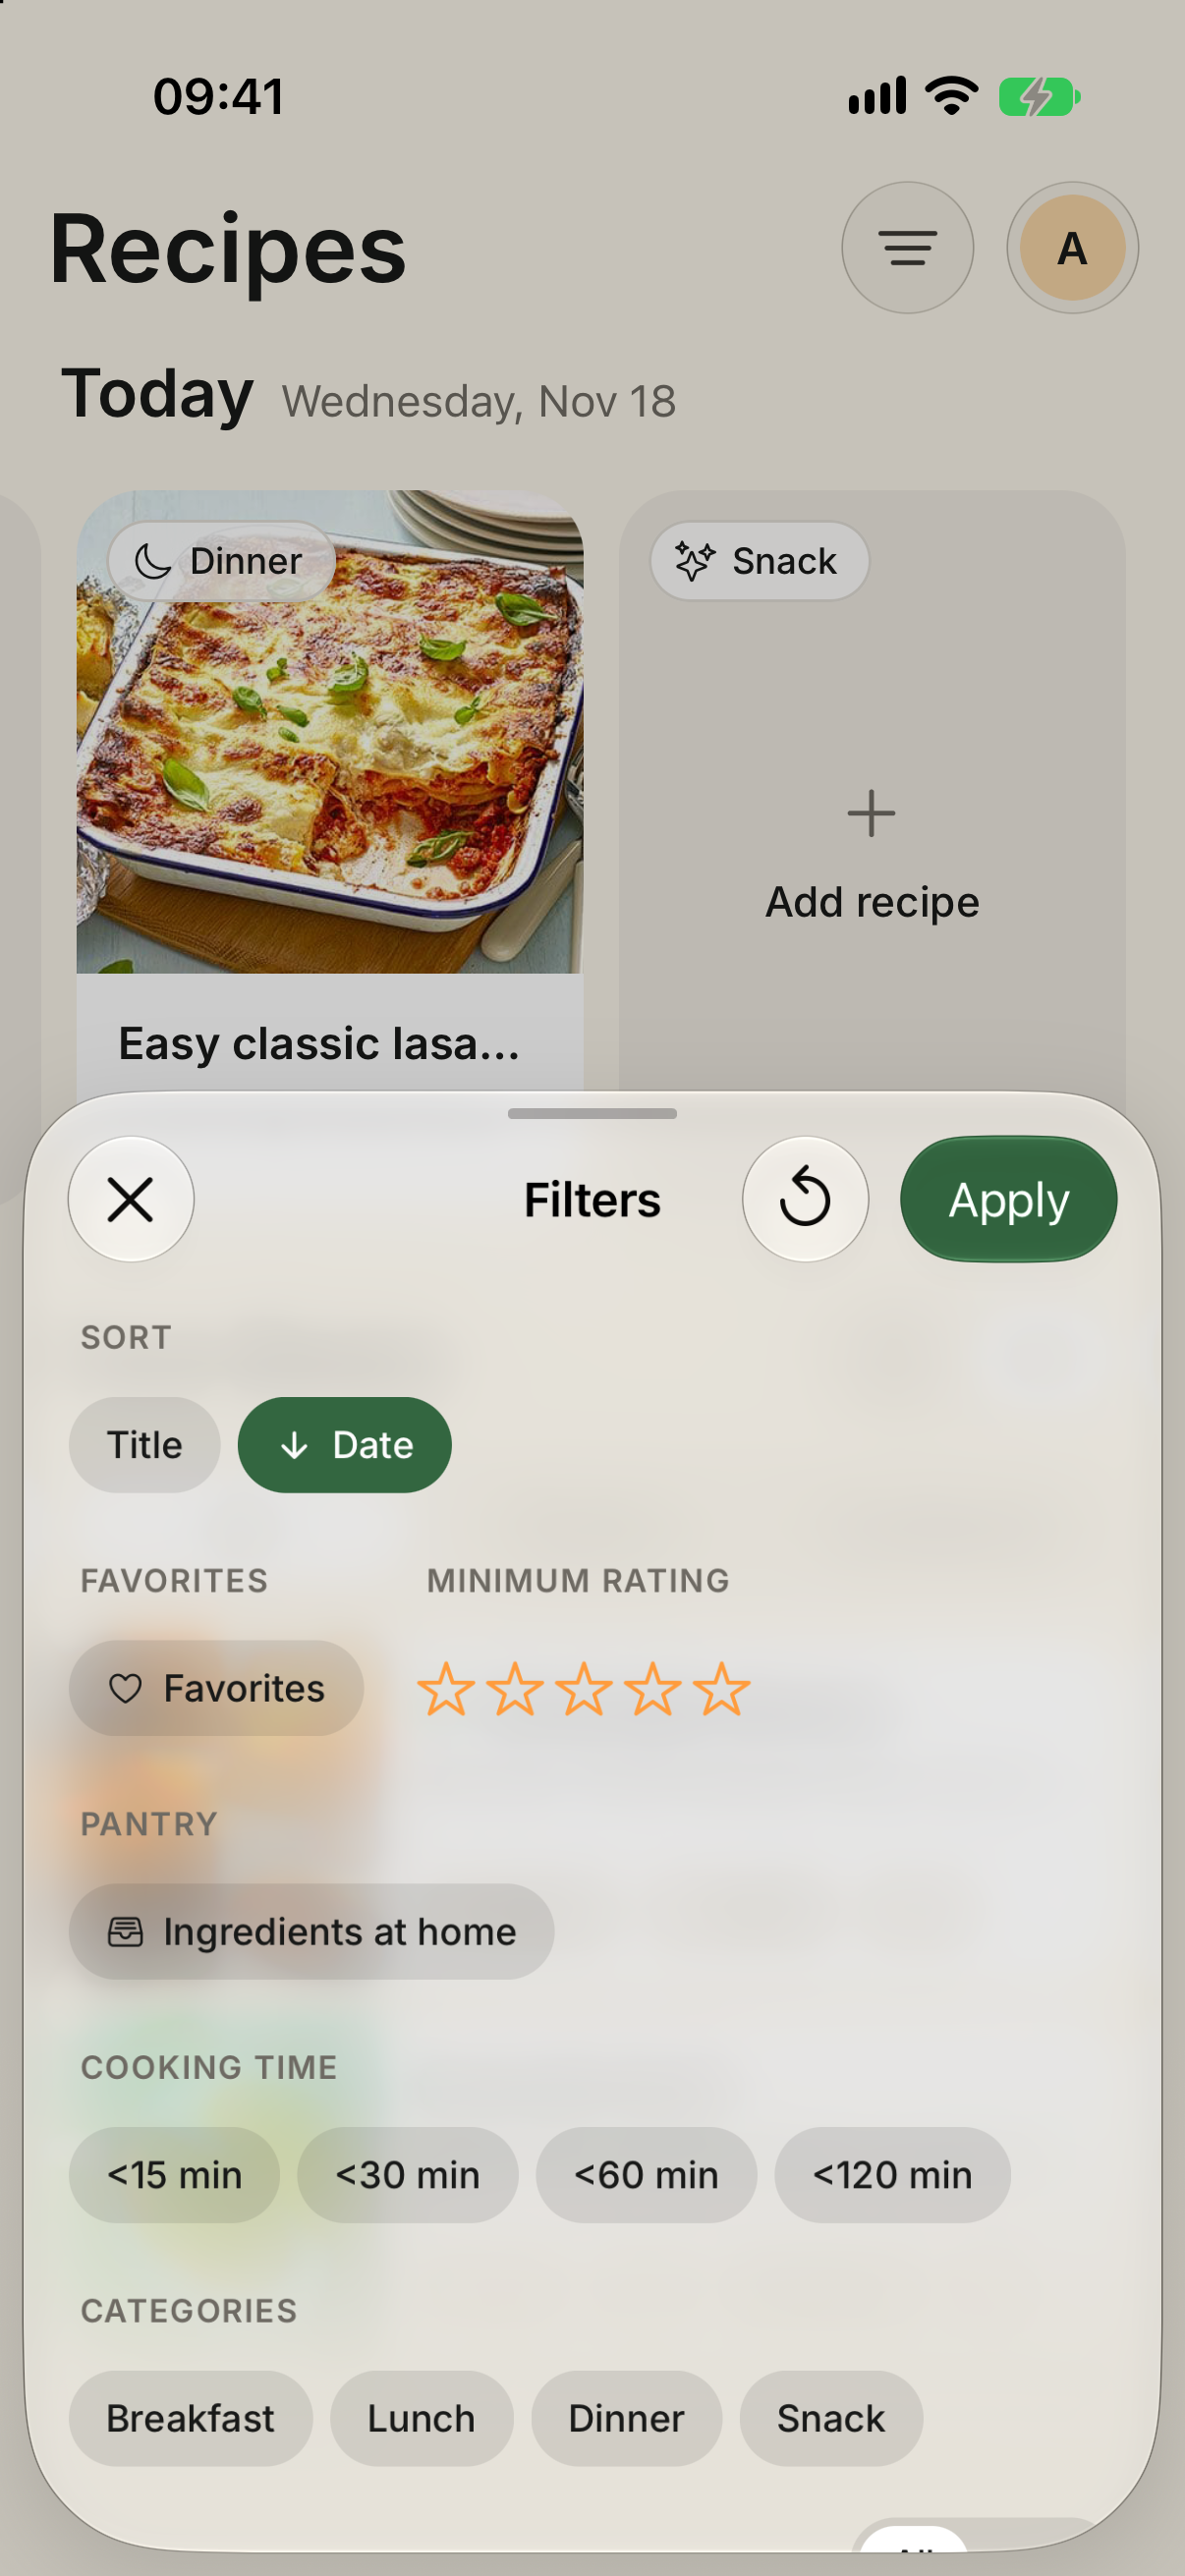 09:41
Recipes
A
Today Wednesday, Nov 18
Dinner
Snack
Add recipe
Easy classic lasa...
Filters
Apply
SORT
Title
Date
FAVORITES
MINIMUM RATING
Favorites
PANTRY
Ingredients at home
COOKING TIME
<15 min
<30 min
<60 min
<120 min
CATEGORIES
Breakfast
Lunch
Dinner
Snack